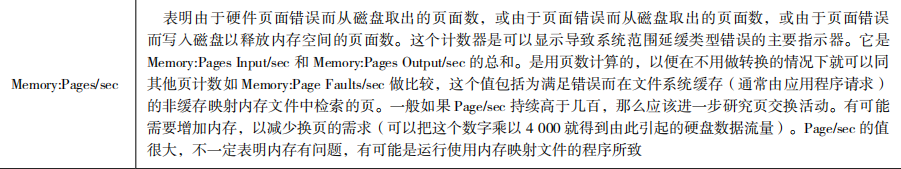 表明由于硬件页面错误而从磁盘取出的页面数，或由于页面错误而从磁盘取出的页面数，或由于页面错误
而写入磁盘以释放内存空间的页面数。这个计数器是可以显示导致系统范围延缓类型错误的主要指示器。它是
Memory:Pages Input/sec 和 Memory:Pages Output/sec 的总和。是用页数计算的，以便在不用做转换的情况下就可以同
Memory:Pages/sec
其他页计数如 Memory:Page Faults/sec 做比较，这个值包括为满足错误而在文件系统缓存（通常由应用程序请求）
的非缓存映射内存文件中检索的页。一般如果 Page/sec 持续高于几百，那么应该进一步研究页交换活动。有可能
需要增加内存，以减少换页的需求（可以把这个数字乘以 4 000 就得到由此引起的硬盘数据流量）。Page/sec 的值
很大，不一定表明内存有问题，有可能是运行使用内存映射文件的程序所致